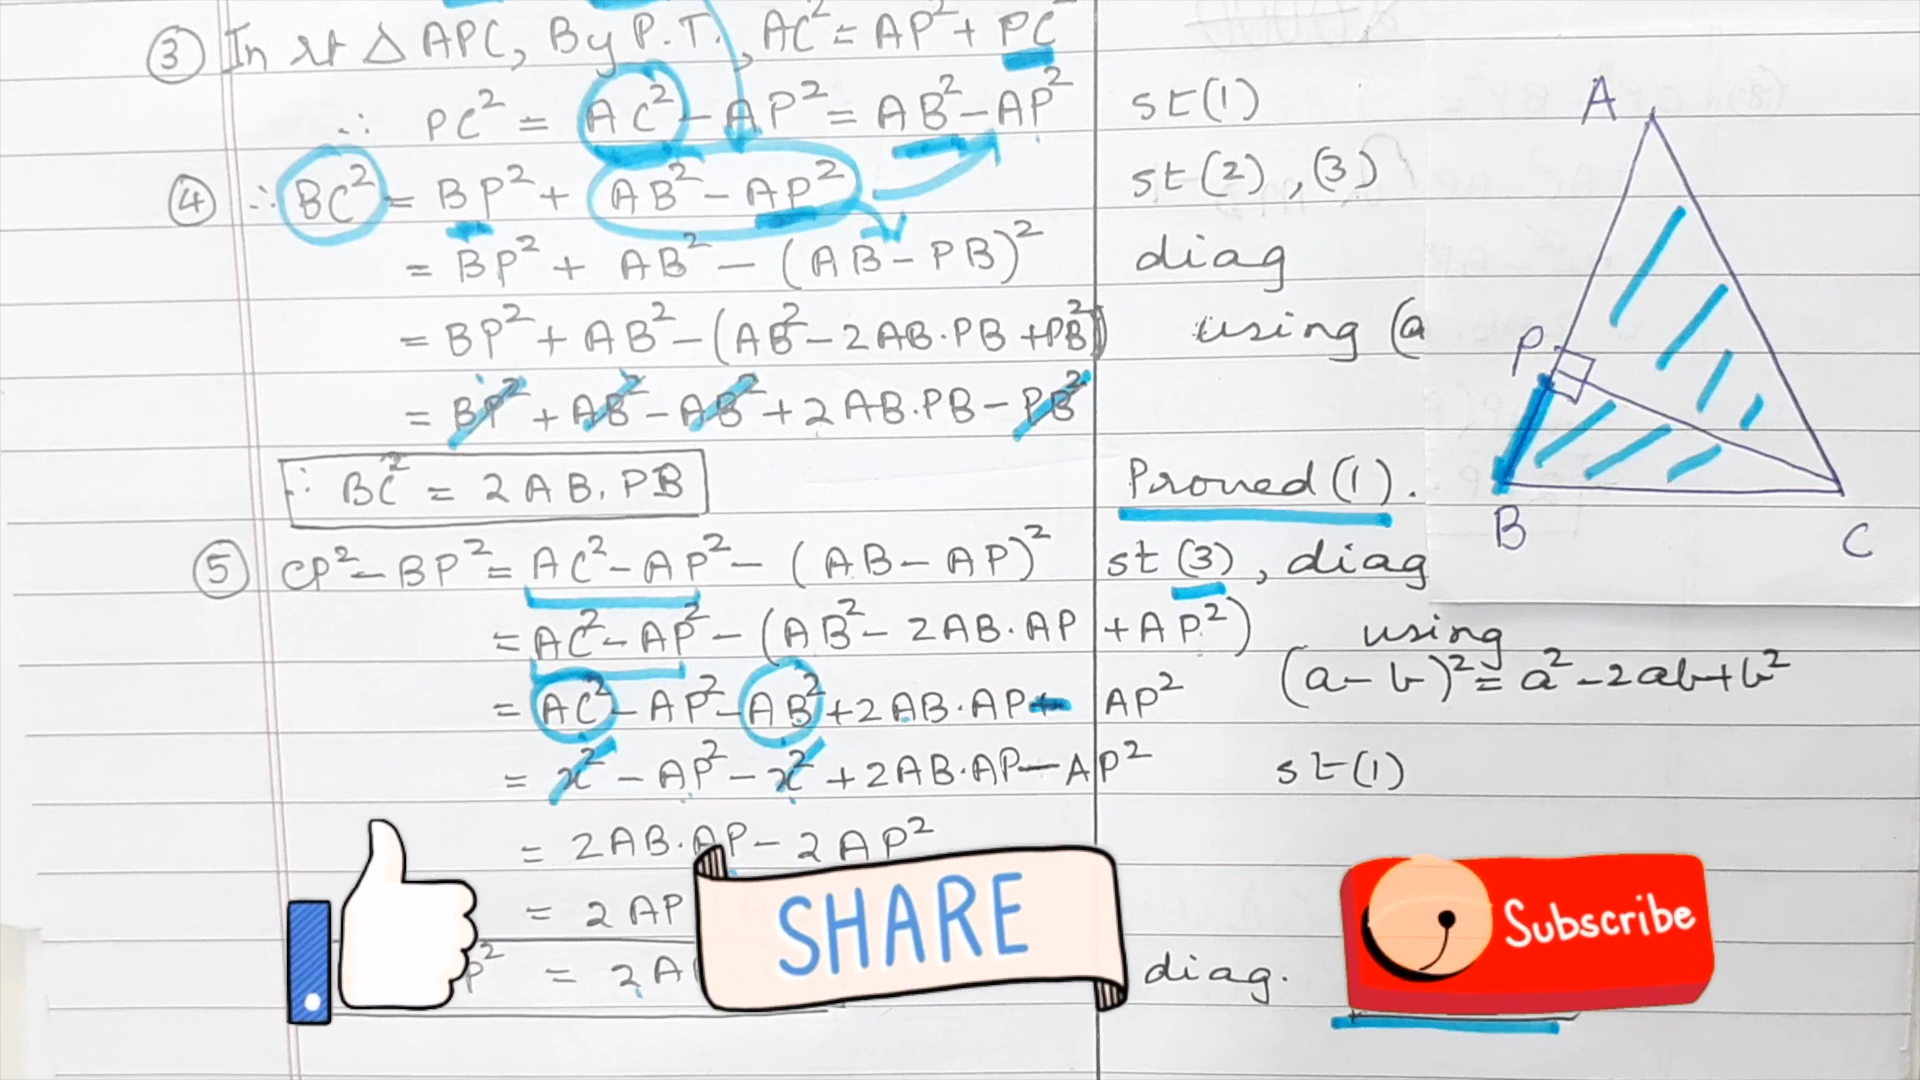 ③ In rt △ APC, By P.T., AC² = AP² + PC²
∴ PC² = AC² - AP² = AB² - AP² st(1)
④ ∴ BC² = BP² + AB² - AP² st(2), (3)
= BP² + AB² - (AB - PB)² diag
= BP² + AB² - (AB² - 2AB.PB + PB²) using (a
= BP² + AB² - AB² + 2AB.PB - PB²
∴ BC² = 2AB.PB Proved (1).
⑤ CP² - BP² = AC² - AP² - (AB - AP)² st(3), diag
= AC² - AP² - (AB² - 2AB.AP + AP²) using
(a - b)² = a² - 2ab + b²
= AC² - AP² - AB² + 2AB.AP - AP²
= x² - AP² - x² + 2AB.AP - AP² st(1)
= 2AB.AP - 2AP²
= 2AP
P² = 2A diag.
A
P
B
C
SHARE
Subscribe